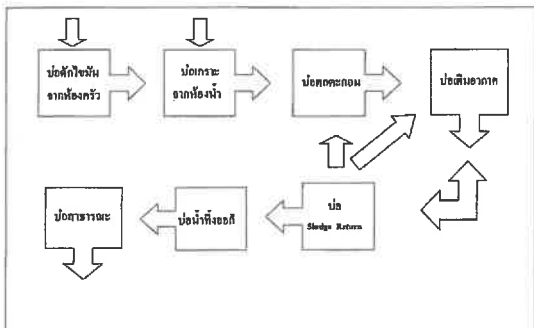 บ่อดักไขมัน
จากห้องครัว
บ่อเกรอะ
จากห้องน้ำ
บ่อตกตะกอน
บ่อเติมอากาศ
บ่อสาธารณะ
บ่อน้ำทิ้งออกสู่
บ่อ
Sludge Return